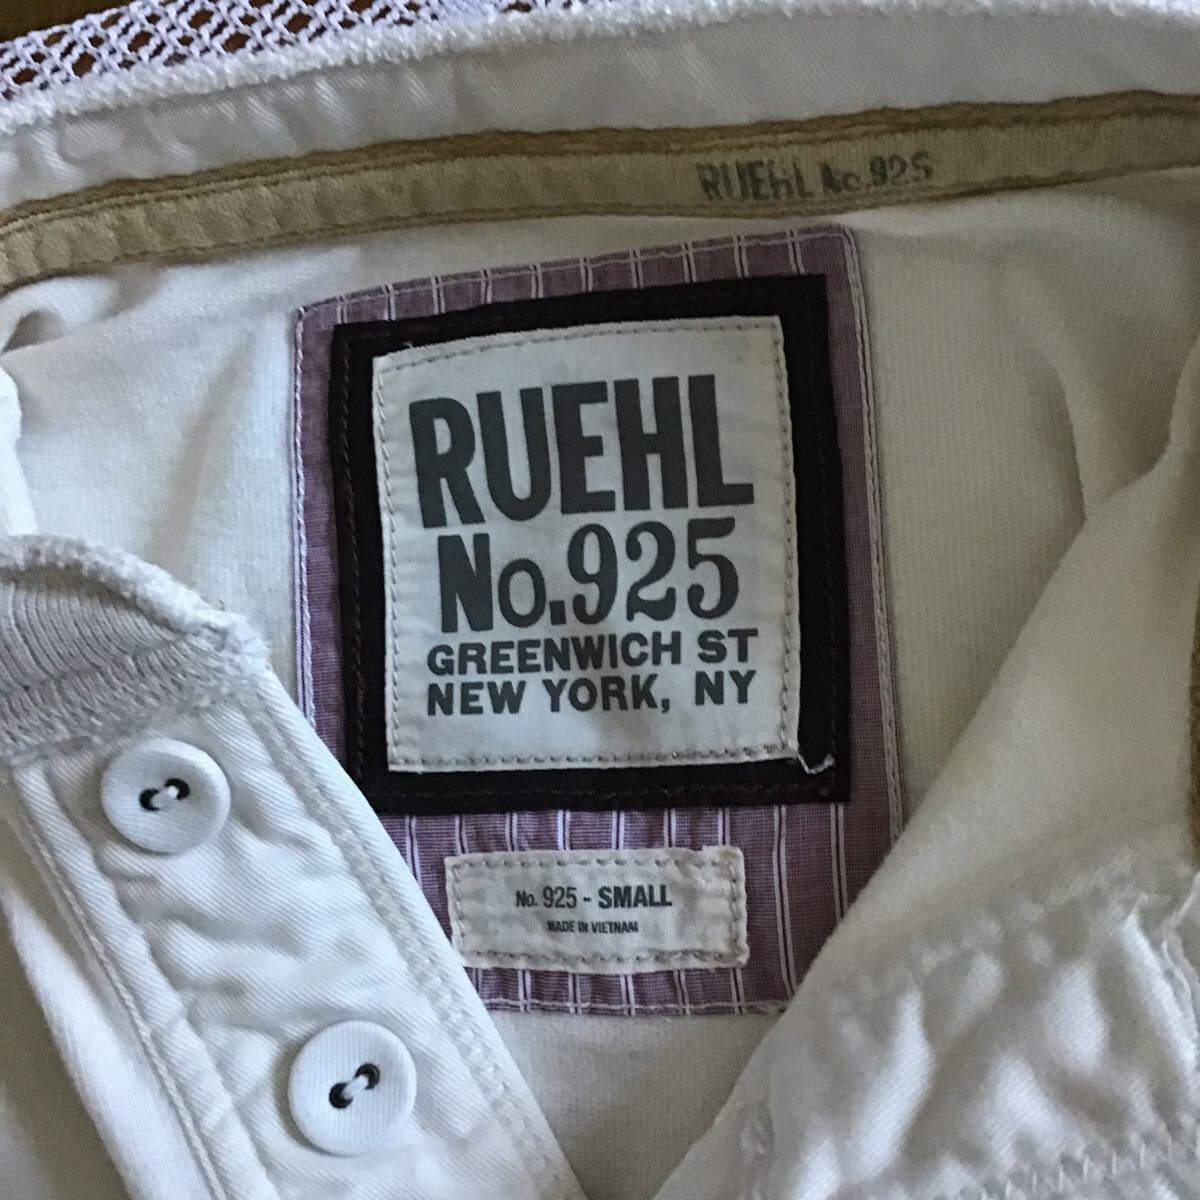 RUEHL No.925
RUEHL
No.925
GREENWICH ST
NEW YORK, NY
No. 925 - SMALL
MADE IN VIETNAM